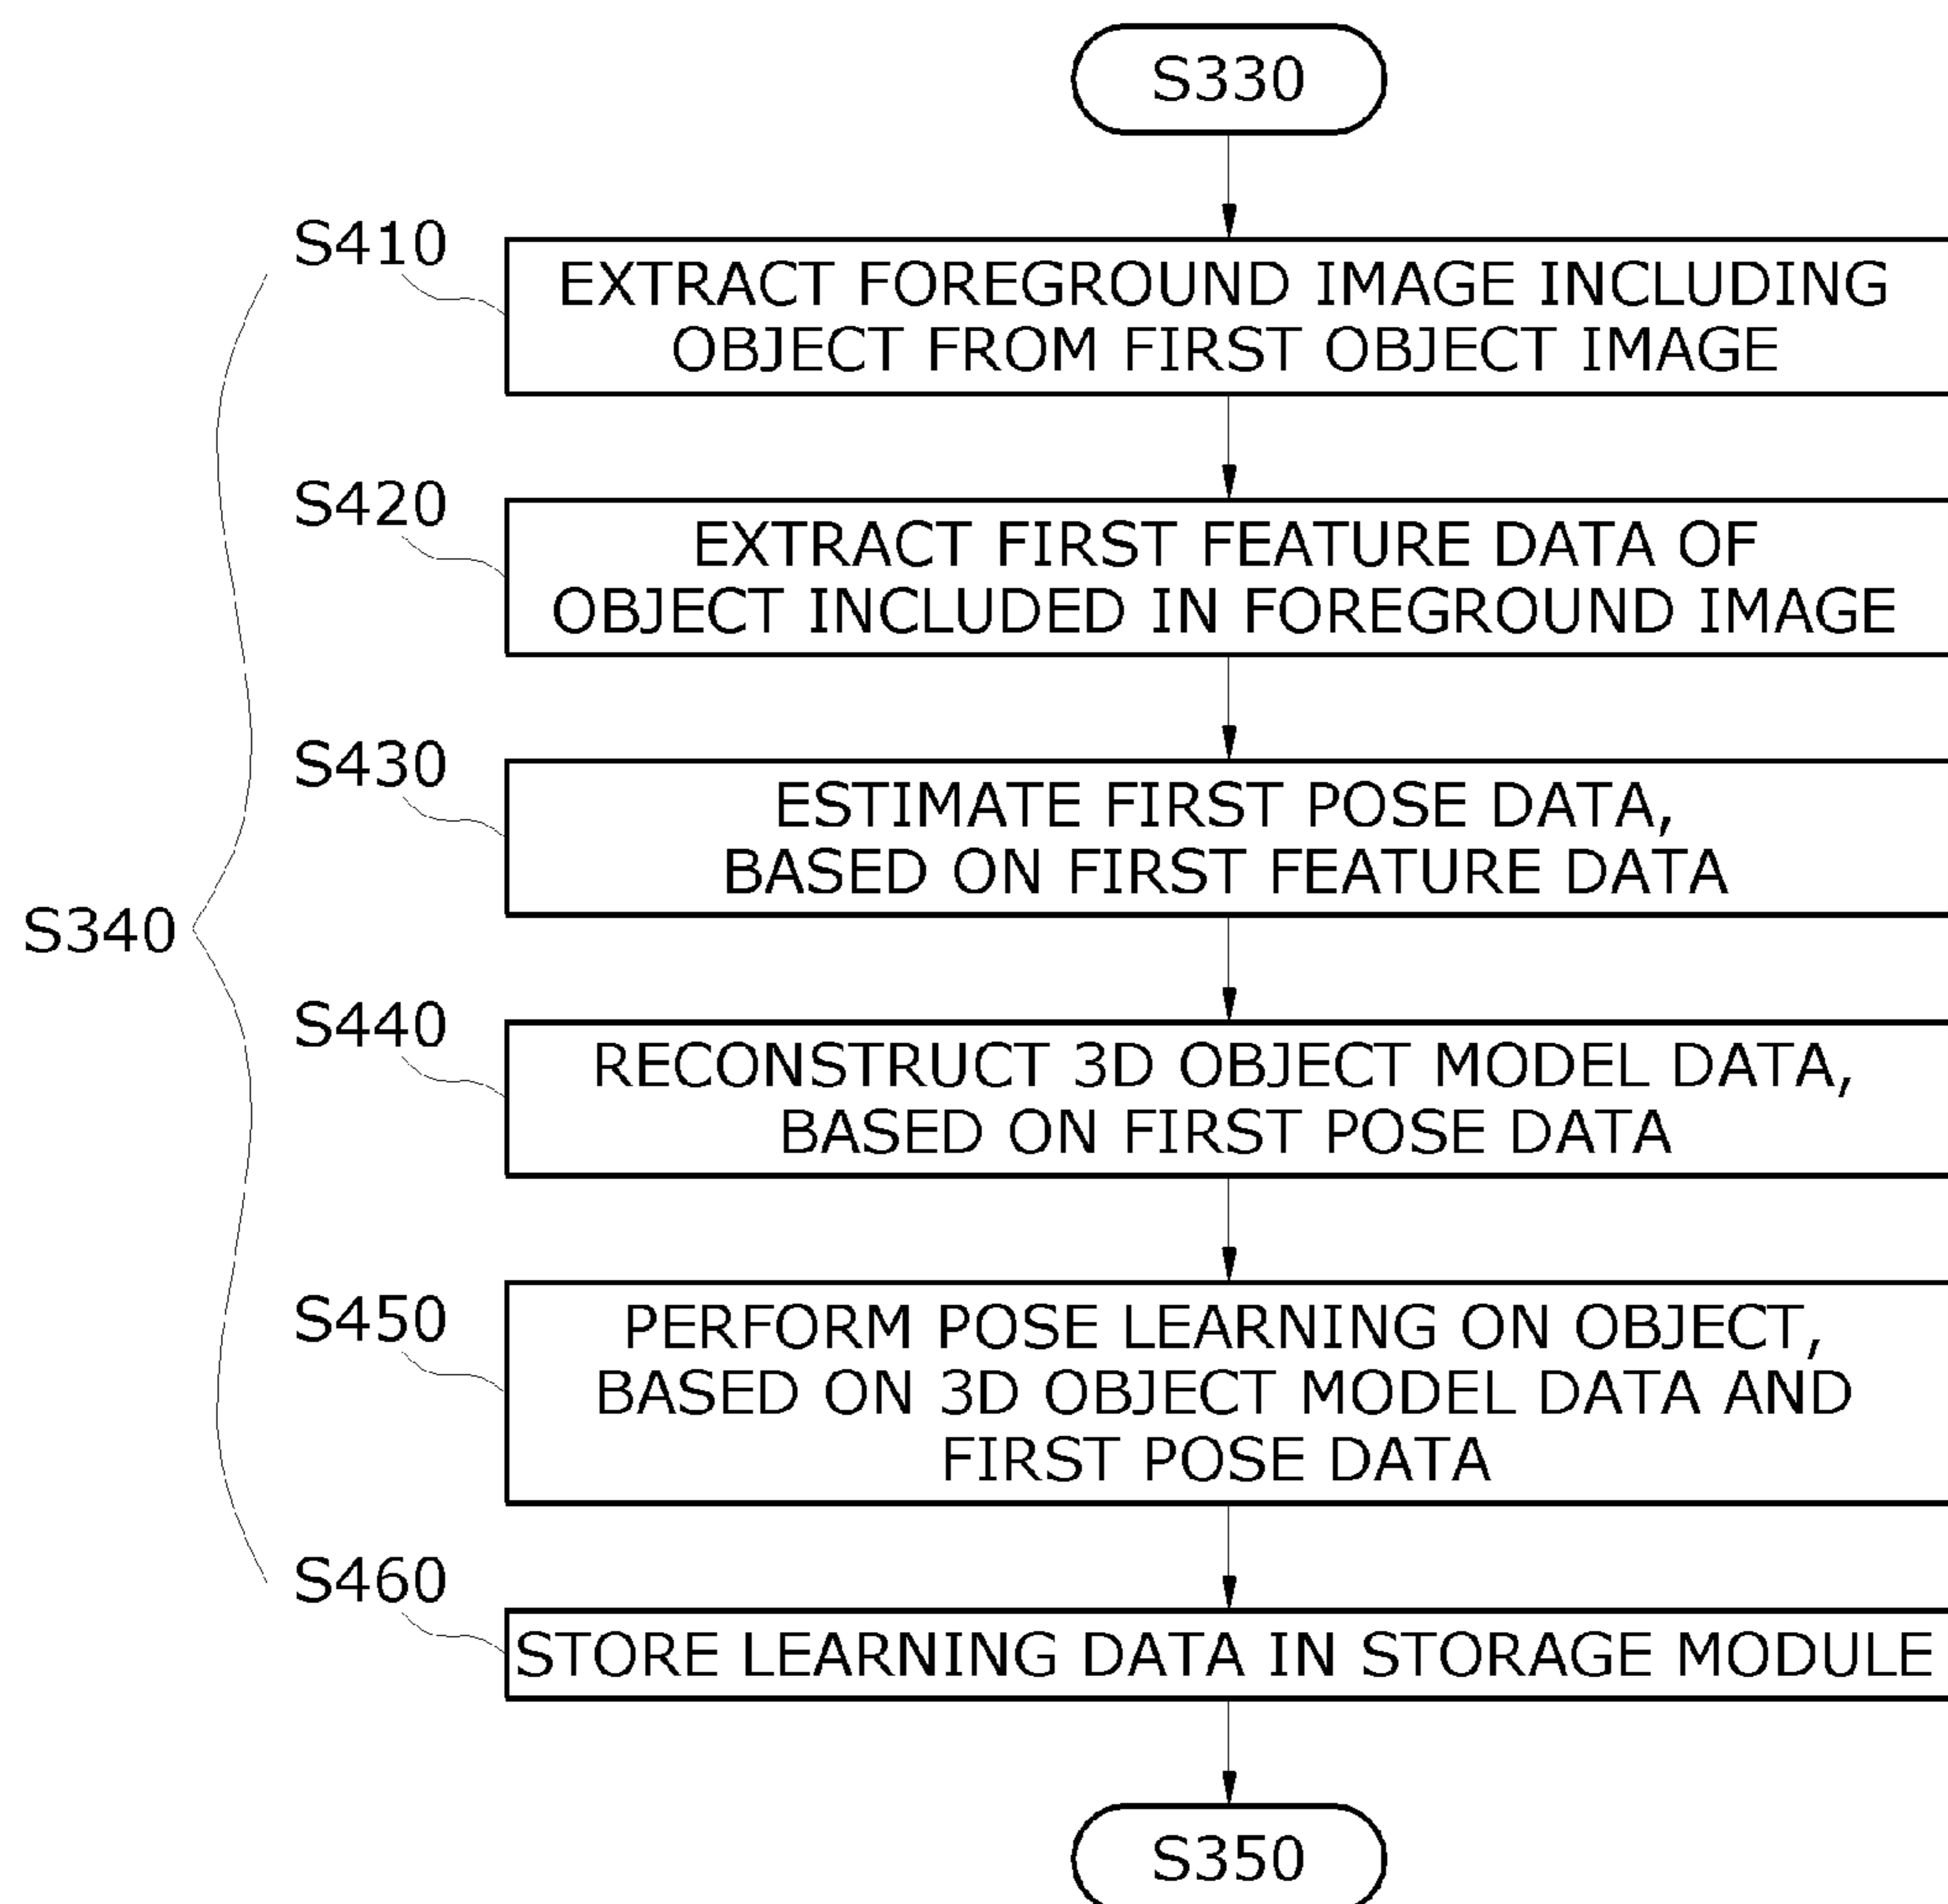 S330
S410
EXTRACT FOREGROUND IMAGE INCLUDING
OBJECT FROM FIRST OBJECT IMAGE
S420
EXTRACT FIRST FEATURE DATA OF
OBJECT INCLUDED IN FOREGROUND IMAGE
S430
ESTIMATE FIRST POSE DATA,
BASED ON FIRST FEATURE DATA
S340
S440
RECONSTRUCT 3D OBJECT MODEL DATA,
BASED ON FIRST POSE DATA
S450
PERFORM POSE LEARNING ON OBJECT,
BASED ON 3D OBJECT MODEL DATA AND
FIRST POSE DATA
S460
STORE LEARNING DATA IN STORAGE MODULE
S350